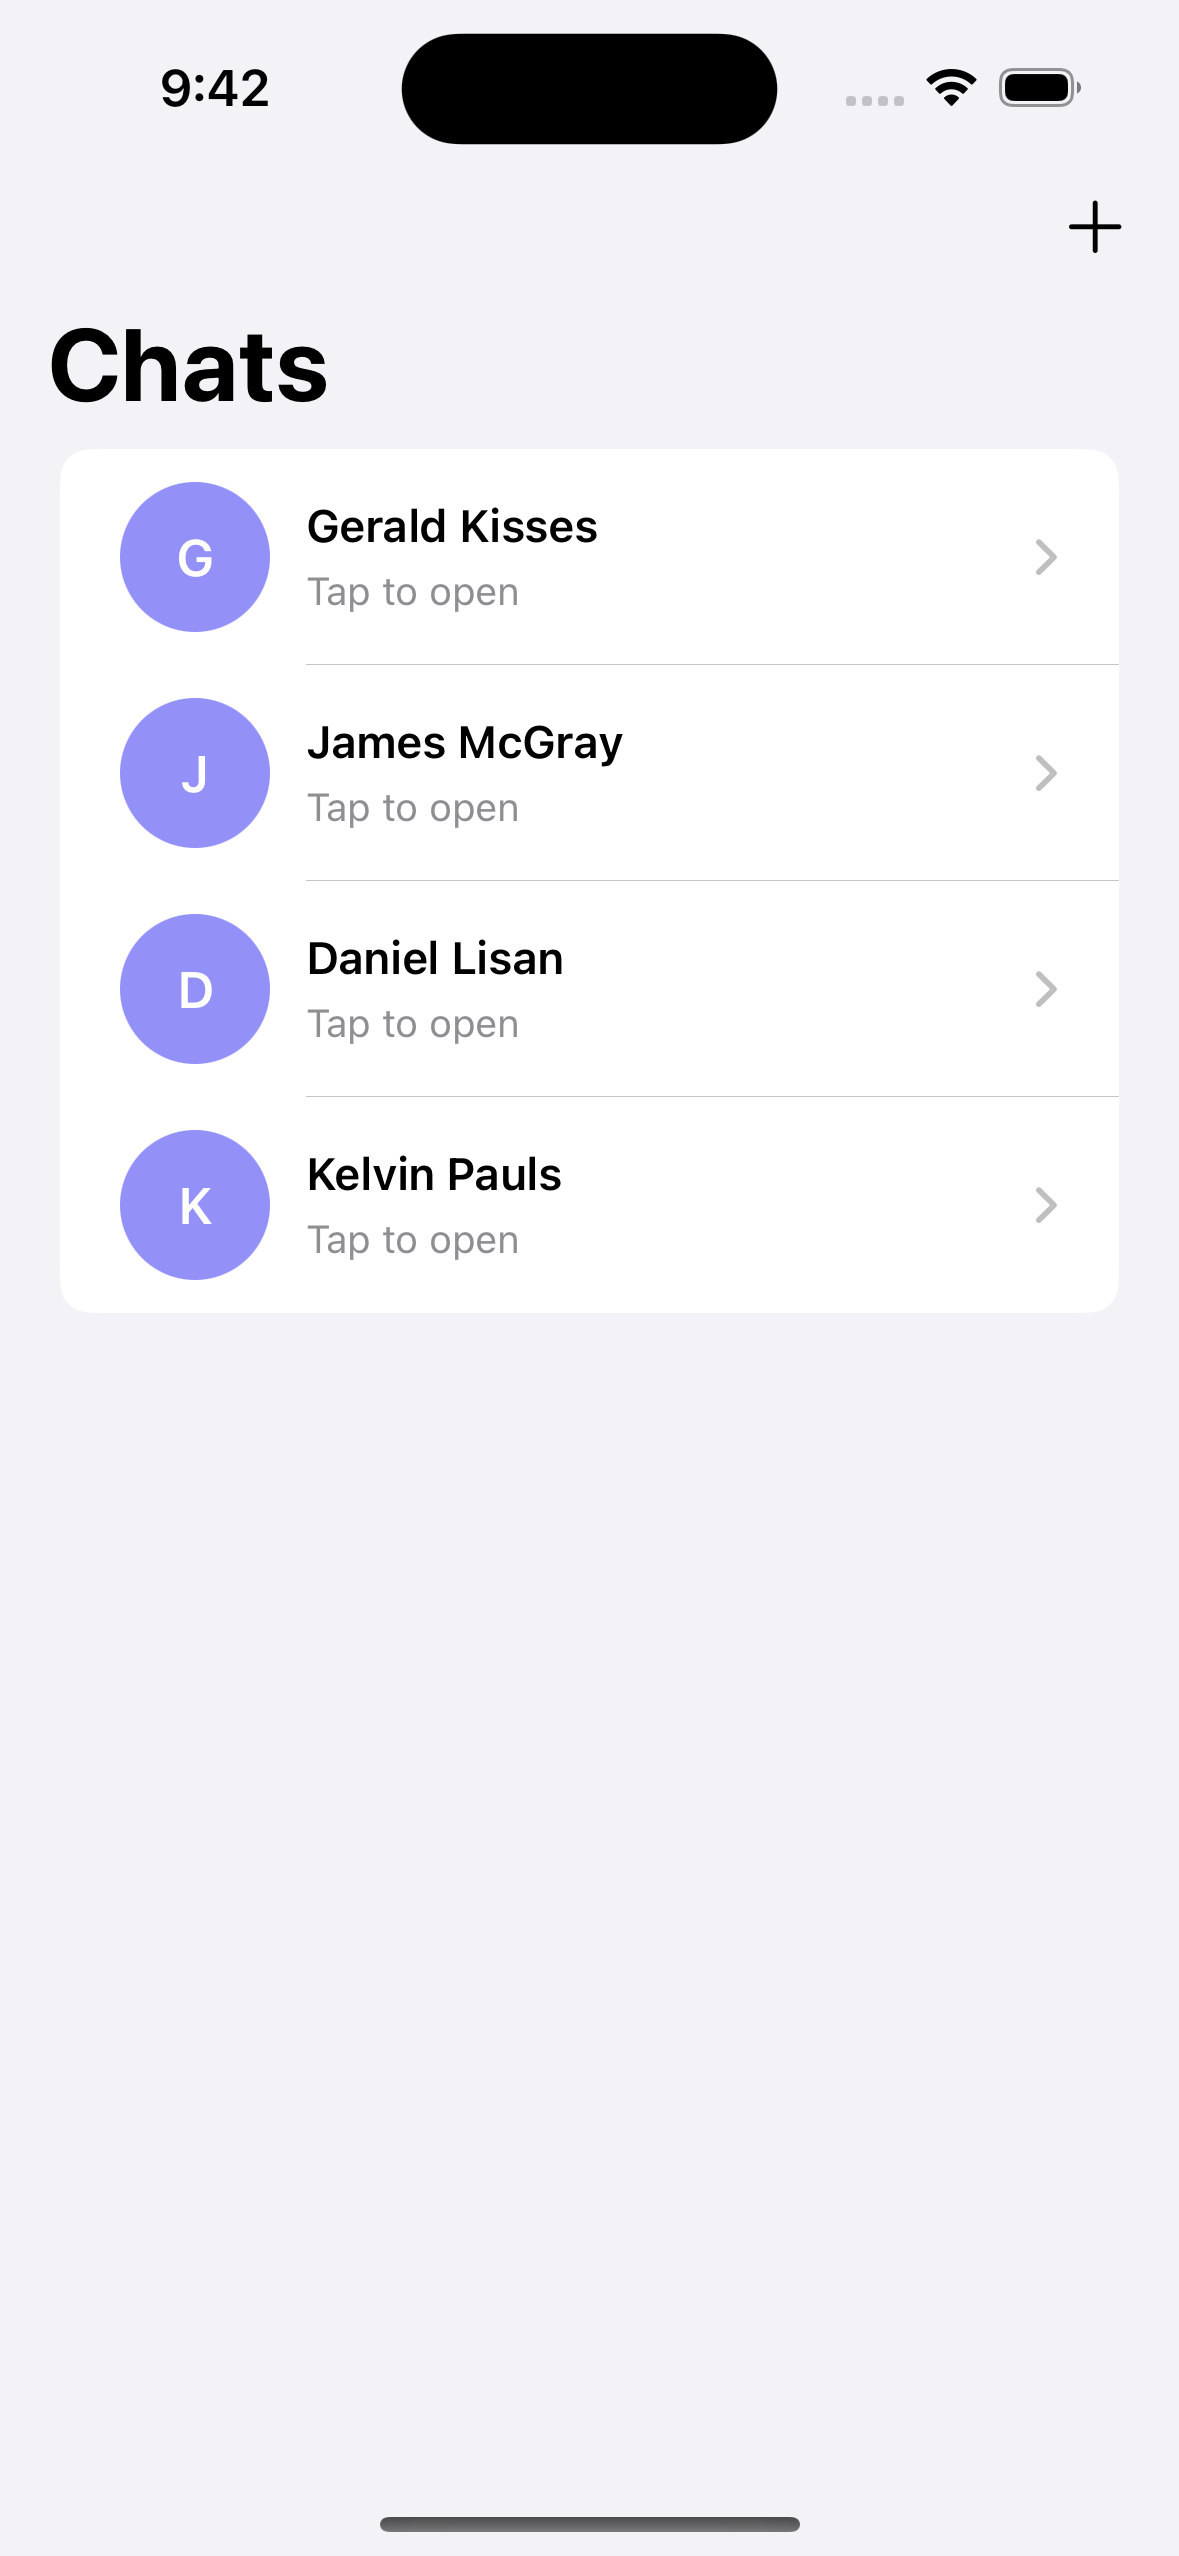 9:42
Chats
G
Gerald Kisses
Tap to open
J
James McGray
Tap to open
D
Daniel Lisan
Tap to open
K
Kelvin Pauls
Tap to open